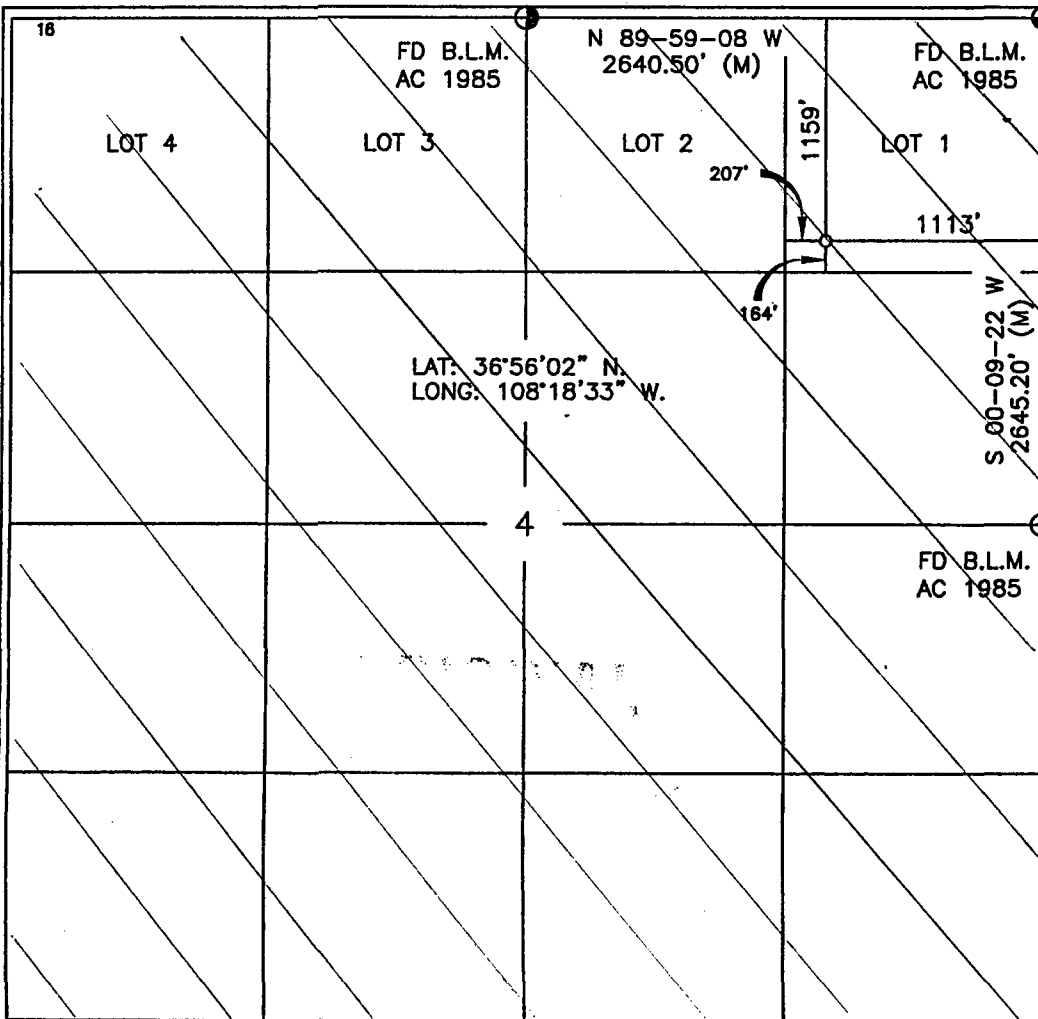 16
FD B.L.M.
AC 1985
N 89-59-08 W
2640.50' (M)
FD B.L.M.
AC 1985
LOT 4
LOT 3
LOT 2
1159'
LOT 1
207'
1113'
164'
S 00-09-22 W
2645.20' (M)
LAT: 36°56'02" N.
LONG: 108°18'33" W.
4
FD B.L.M.
AC 1985